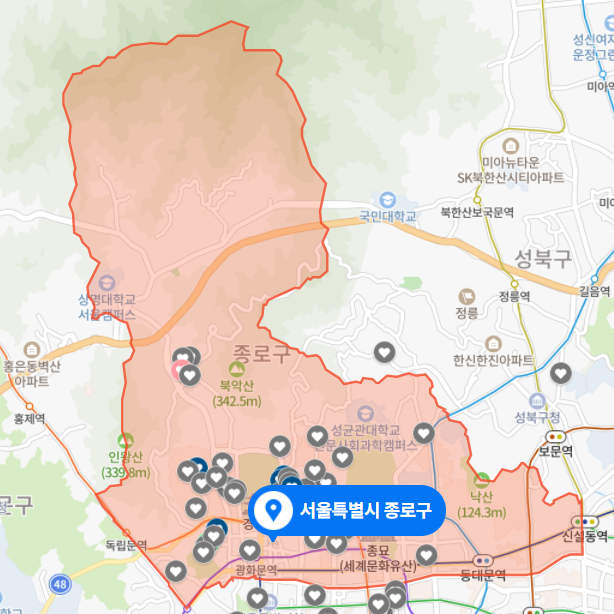 성신여자
운정그린
미아역
미아뉴타운
SK북한산시티아파트
국민대학교
북한산보국문역
성북구
길음역
정릉역
정릉
상명대학교
서울캠퍼스
종로구
홍은동벽산
아파트
북악산
(342.5m)
한신한진아파트
홍제역
성북구청
성균관대학교
인문사회과학캠퍼스
보문역
인왕산
(339.8m)
낙산
(124.3m)
서울특별시 종로구
경
신설동역
독립문역
종묘
(세계문화유산)
광화문역
동대문역
48